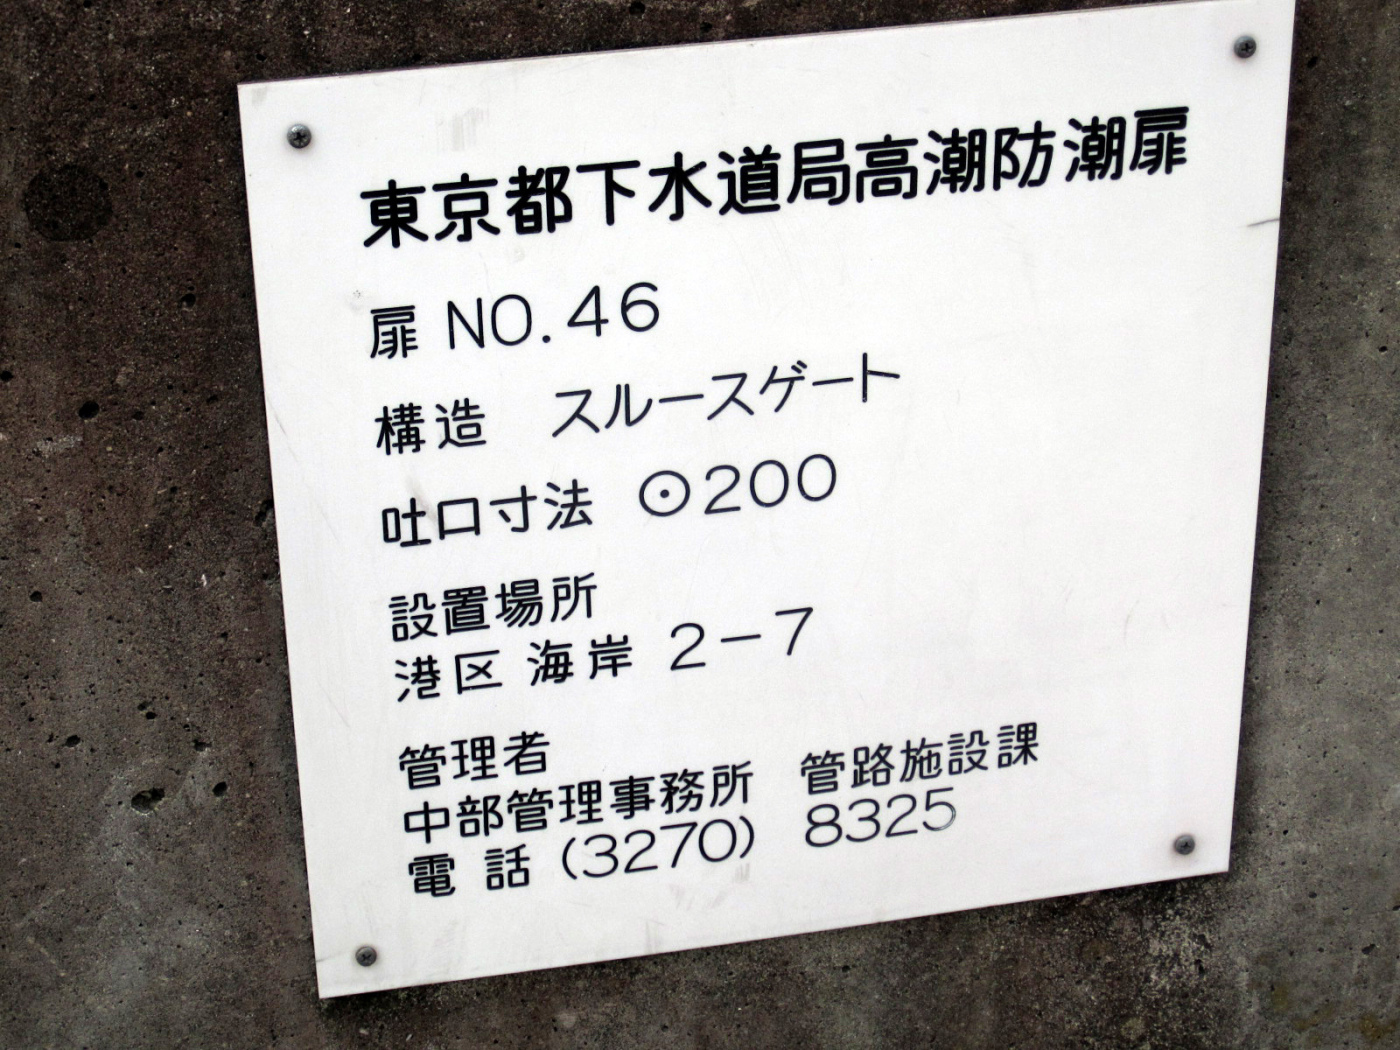 東京都下水道局高潮防潮扉
扉 NO.46
構造 スルースゲート
吐口寸法 ⊙200
設置場所
港区 海岸 2-7
管理者
中部管理事務所 管路施設課
電話 (3270) 8325